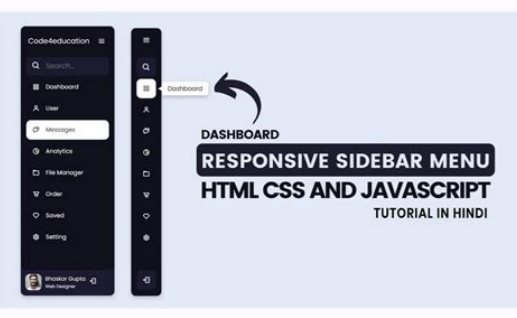 Code4education
Search...
Dashboard
User
Messages
Analytics
File Manager
Order
Saved
Setting
Bhaskar Gupta
Web Designer
Dashboard
DASHBOARD
RESPONSIVE SIDEBAR MENU
HTML CSS AND JAVASCRIPT
TUTORIAL IN HINDI